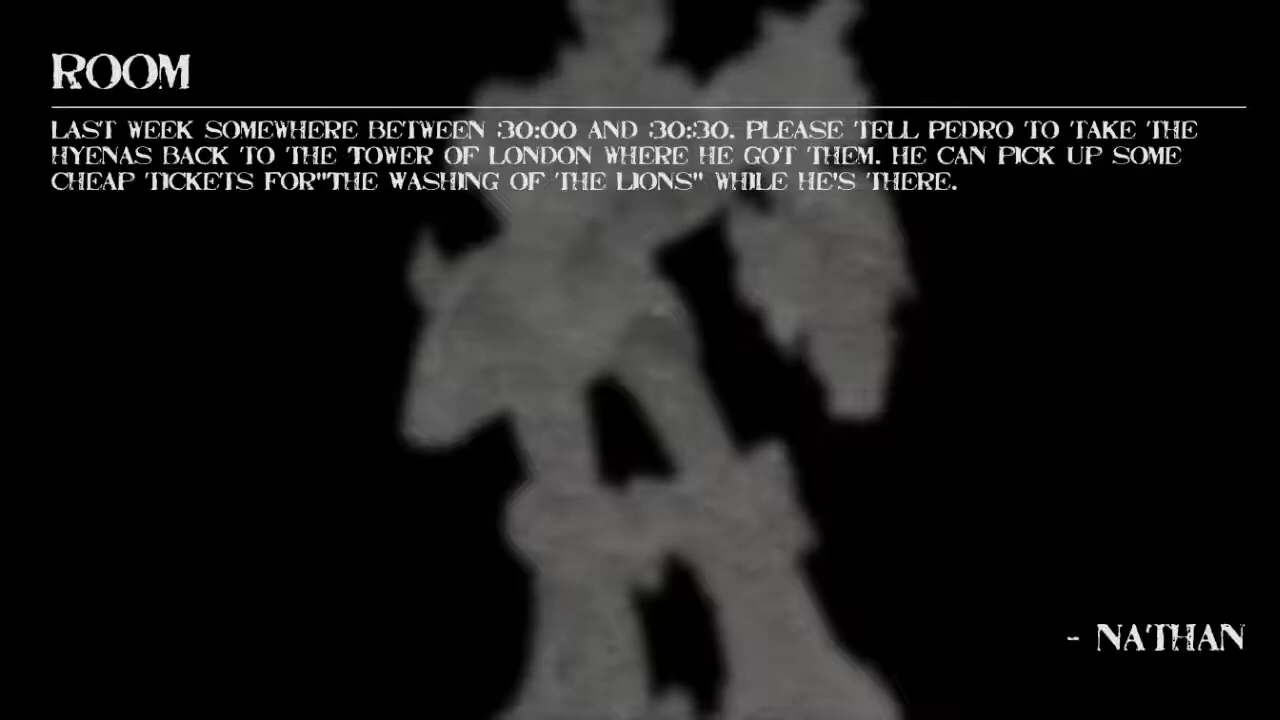 ROOM
LAST WEEK SOMEWHERE BETWEEN :30:00 AND :30:30. PLEASE TELL PEDRO TO TAKE THE
HYENAS BACK TO THE TOWER OF LONDON WHERE HE GOT THEM. HE CAN PICK UP SOME
CHEAP TICKETS FOR"THE WASHING OF THE LIONS" WHILE HE'S THERE.
- NATHAN